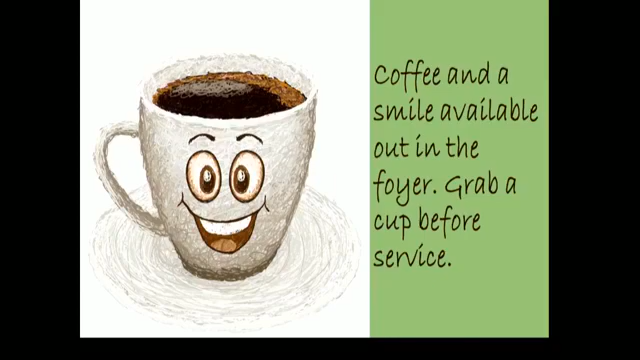 Coffee and a
smile available
out in the
foyer. Grab a
cup before
service.